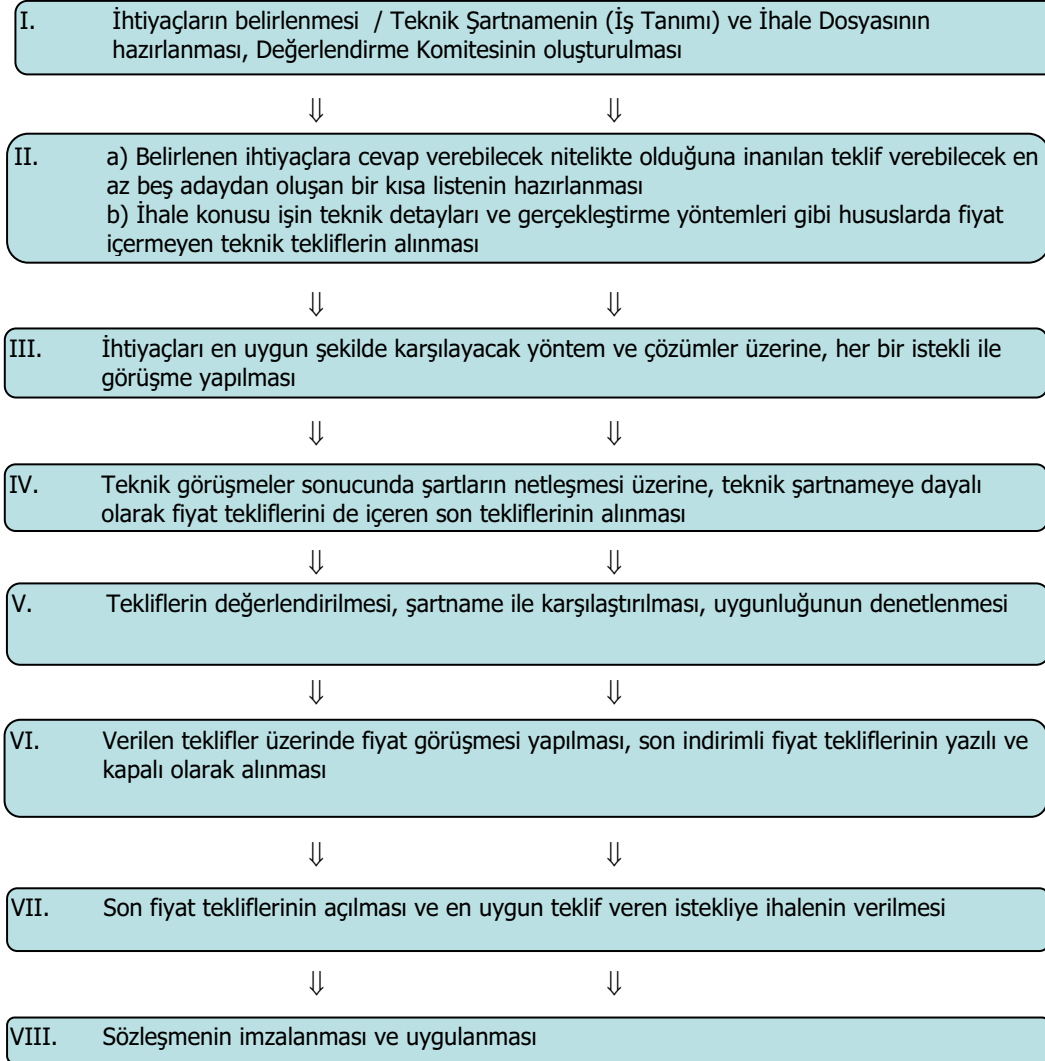 I. İhtiyaçların belirlenmesi / Teknik Şartnamenin (İş Tanımı) ve İhale Dosyasının
hazırlanması, Değerlendirme Komitesinin oluşturulması
⇓ ⇓
II. a) Belirlenen ihtiyaçlara cevap verebilecek nitelikte olduğuna inanılan teklif verebilecek en
az beş adaydan oluşan bir kısa listenin hazırlanması
b) İhale konusu işin teknik detayları ve gerçekleştirme yöntemleri gibi hususlarda fiyat
içermeyen teknik tekliflerin alınması
⇓ ⇓
III. İhtiyaçları en uygun şekilde karşılayacak yöntem ve çözümler üzerine, her bir istekli ile
görüşme yapılması
⇓ ⇓
IV. Teknik görüşmeler sonucunda şartların netleşmesi üzerine, teknik şartnameye dayalı
olarak fiyat tekliflerini de içeren son tekliflerinin alınması
⇓ ⇓
V. Tekliflerin değerlendirilmesi, şartname ile karşılaştırılması, uygunluğunun denetlenmesi
⇓ ⇓
VI. Verilen teklifler üzerinde fiyat görüşmesi yapılması, son indirimli fiyat tekliflerinin yazılı ve
kapalı olarak alınması
⇓ ⇓
VII. Son fiyat tekliflerinin açılması ve en uygun teklif veren istekliye ihalenin verilmesi
⇓ ⇓
VIII. Sözleşmenin imzalanması ve uygulanması